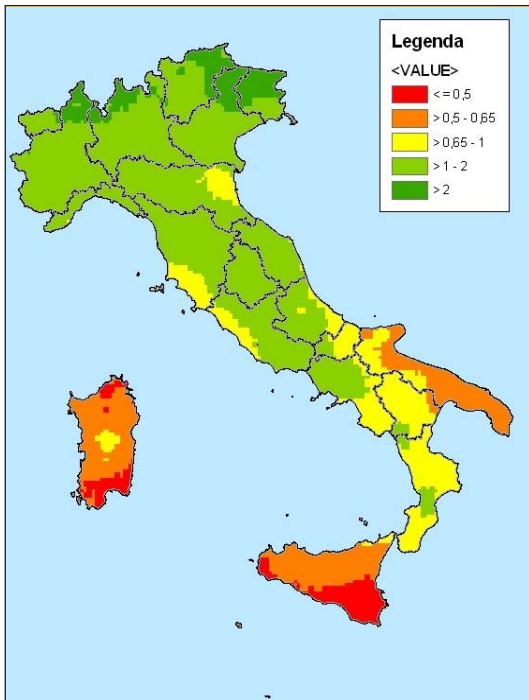 Legenda
<VALUE>
<= 0,5
> 0,5 - 0,65
> 0,65 - 1
> 1 - 2
> 2